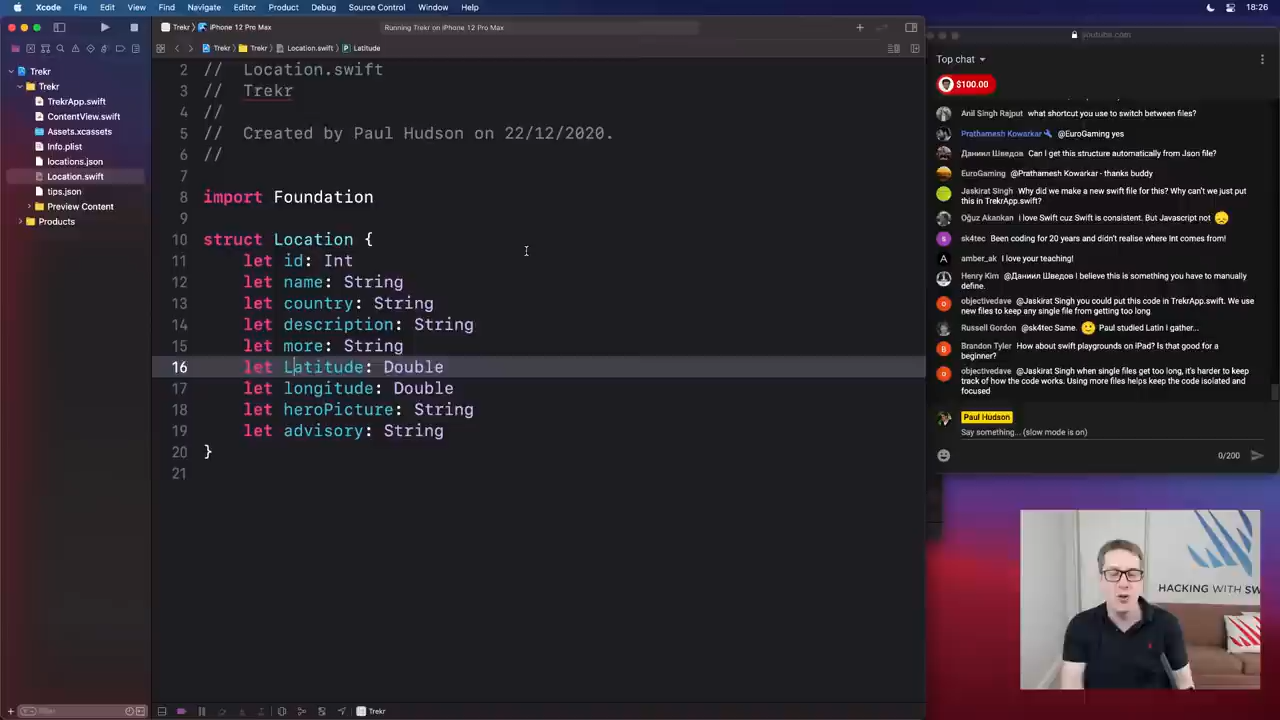 Xcode File Edit View Find Navigate Editor Product Debug Source Control Window Help 18:26
Trekr iPhone 12 Pro Max Running Trekr on iPhone 12 Pro Max
youtube.com
Trekr Trekr Location.swift Latitude
Top chat
$100.00
Trekr
Trekr
TrekrApp.swift
ContentView.swift
Assets.xcassets
Info.plist
locations.json
Location.swift
tips.json
Preview Content
Products
Filter
2 // Location.swift
3 // Trekr
4 //
5 // Created by Paul Hudson on 22/12/2020.
6 //
7
8 import Foundation
9
10 struct Location {
11 let id: Int
12 let name: String
13 let country: String
14 let description: String
15 let more: String
16 let Latitude: Double
17 let longitude: Double
18 let heroPicture: String
19 let advisory: String
20 }
21
Trekr
Anil Singh Rajput what shortcut you use to switch between files?
Prathamesh Kowarkar @EuroGaming yes
Даниил Шведов Can I get this structure automatically from Json file?
EuroGaming @Prathamesh Kowarkar - thanks buddy
Jaskirat Singh Why did we make a new swift file for this? Why can't we just put
this in TrekrApp.swift?
Oğuz Akankan i love Swift cuz Swift is consistent. But Javascript not 😞
S sk4tec Been coding for 20 years and didn't realise where Int comes from!
A amber_ak I love your teaching!
Henry Kim @Даниил Шведов I believe this is something you have to manually
define.
O objectivedave @Jaskirat Singh you could put this code in TrekrApp.swift. We use
new files to keep any single file from getting too long
Russell Gordon @sk4tec Same. 🙂 Paul studied Latin I gather...
B Brandon Tyler How about swift playgrounds on iPad? Is that good for a
beginner?
O objectivedave @Jaskirat Singh when single files get too long, it's harder to keep
track of how the code works. Using more files helps keep the code isolated and
focused
Paul Hudson
Say something... (slow mode is on)
0/200
HACKING WITH SW